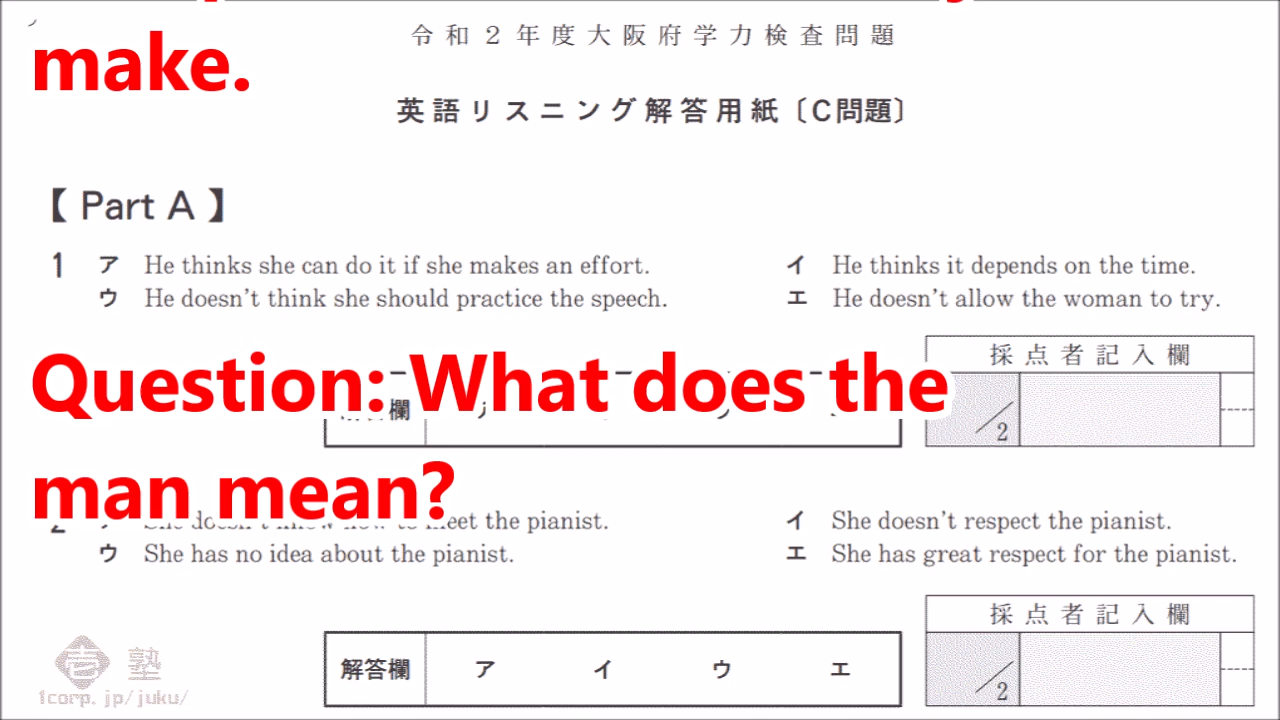 make.
令和２年度大阪府学力検査問題
英語リスニング解答用紙〔C問題〕
【 Part A 】
1 ア He thinks she can do it if she makes an effort. イ He thinks it depends on the time.
ウ He doesn't think she should practice the speech. エ He doesn't allow the woman to try.
採点者記入欄
Question: What does the
欄
/2
man mean?
meet the pianist. イ She doesn't respect the pianist.
ウ She has no idea about the pianist. エ She has great respect for the pianist.
採点者記入欄
解答欄 ア イ ウ エ
/2
壱塾
1corp. jp/juku/